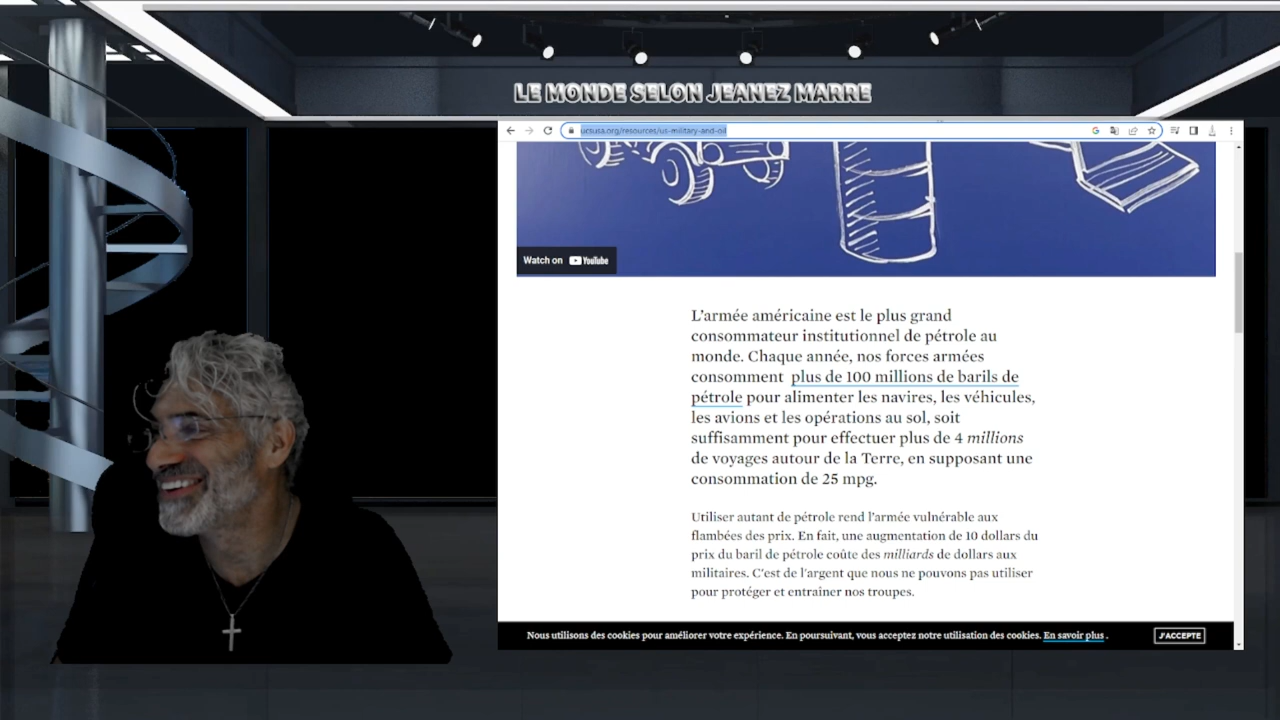 LE MONDE SELON JEANEZ MARRE
ucsusa.org/resources/us-military-and-oil
Watch on YouTube
L'armée américaine est le plus grand
consommateur institutionnel de pétrole au
monde. Chaque année, nos forces armées
consomment plus de 100 millions de barils de
pétrole pour alimenter les navires, les véhicules,
les avions et les opérations au sol, soit
suffisamment pour effectuer plus de 4 millions
de voyages autour de la Terre, en supposant une
consommation de 25 mpg.
Utiliser autant de pétrole rend l'armée vulnérable aux
flambées des prix. En fait, une augmentation de 10 dollars du
prix du baril de pétrole coûte des milliards de dollars aux
militaires. C'est de l'argent que nous ne pouvons pas utiliser
pour protéger et entraîner nos troupes.
Nous utilisons des cookies pour améliorer votre expérience. En poursuivant, vous acceptez notre utilisation des cookies. En savoir plus .
J'ACCEPTE